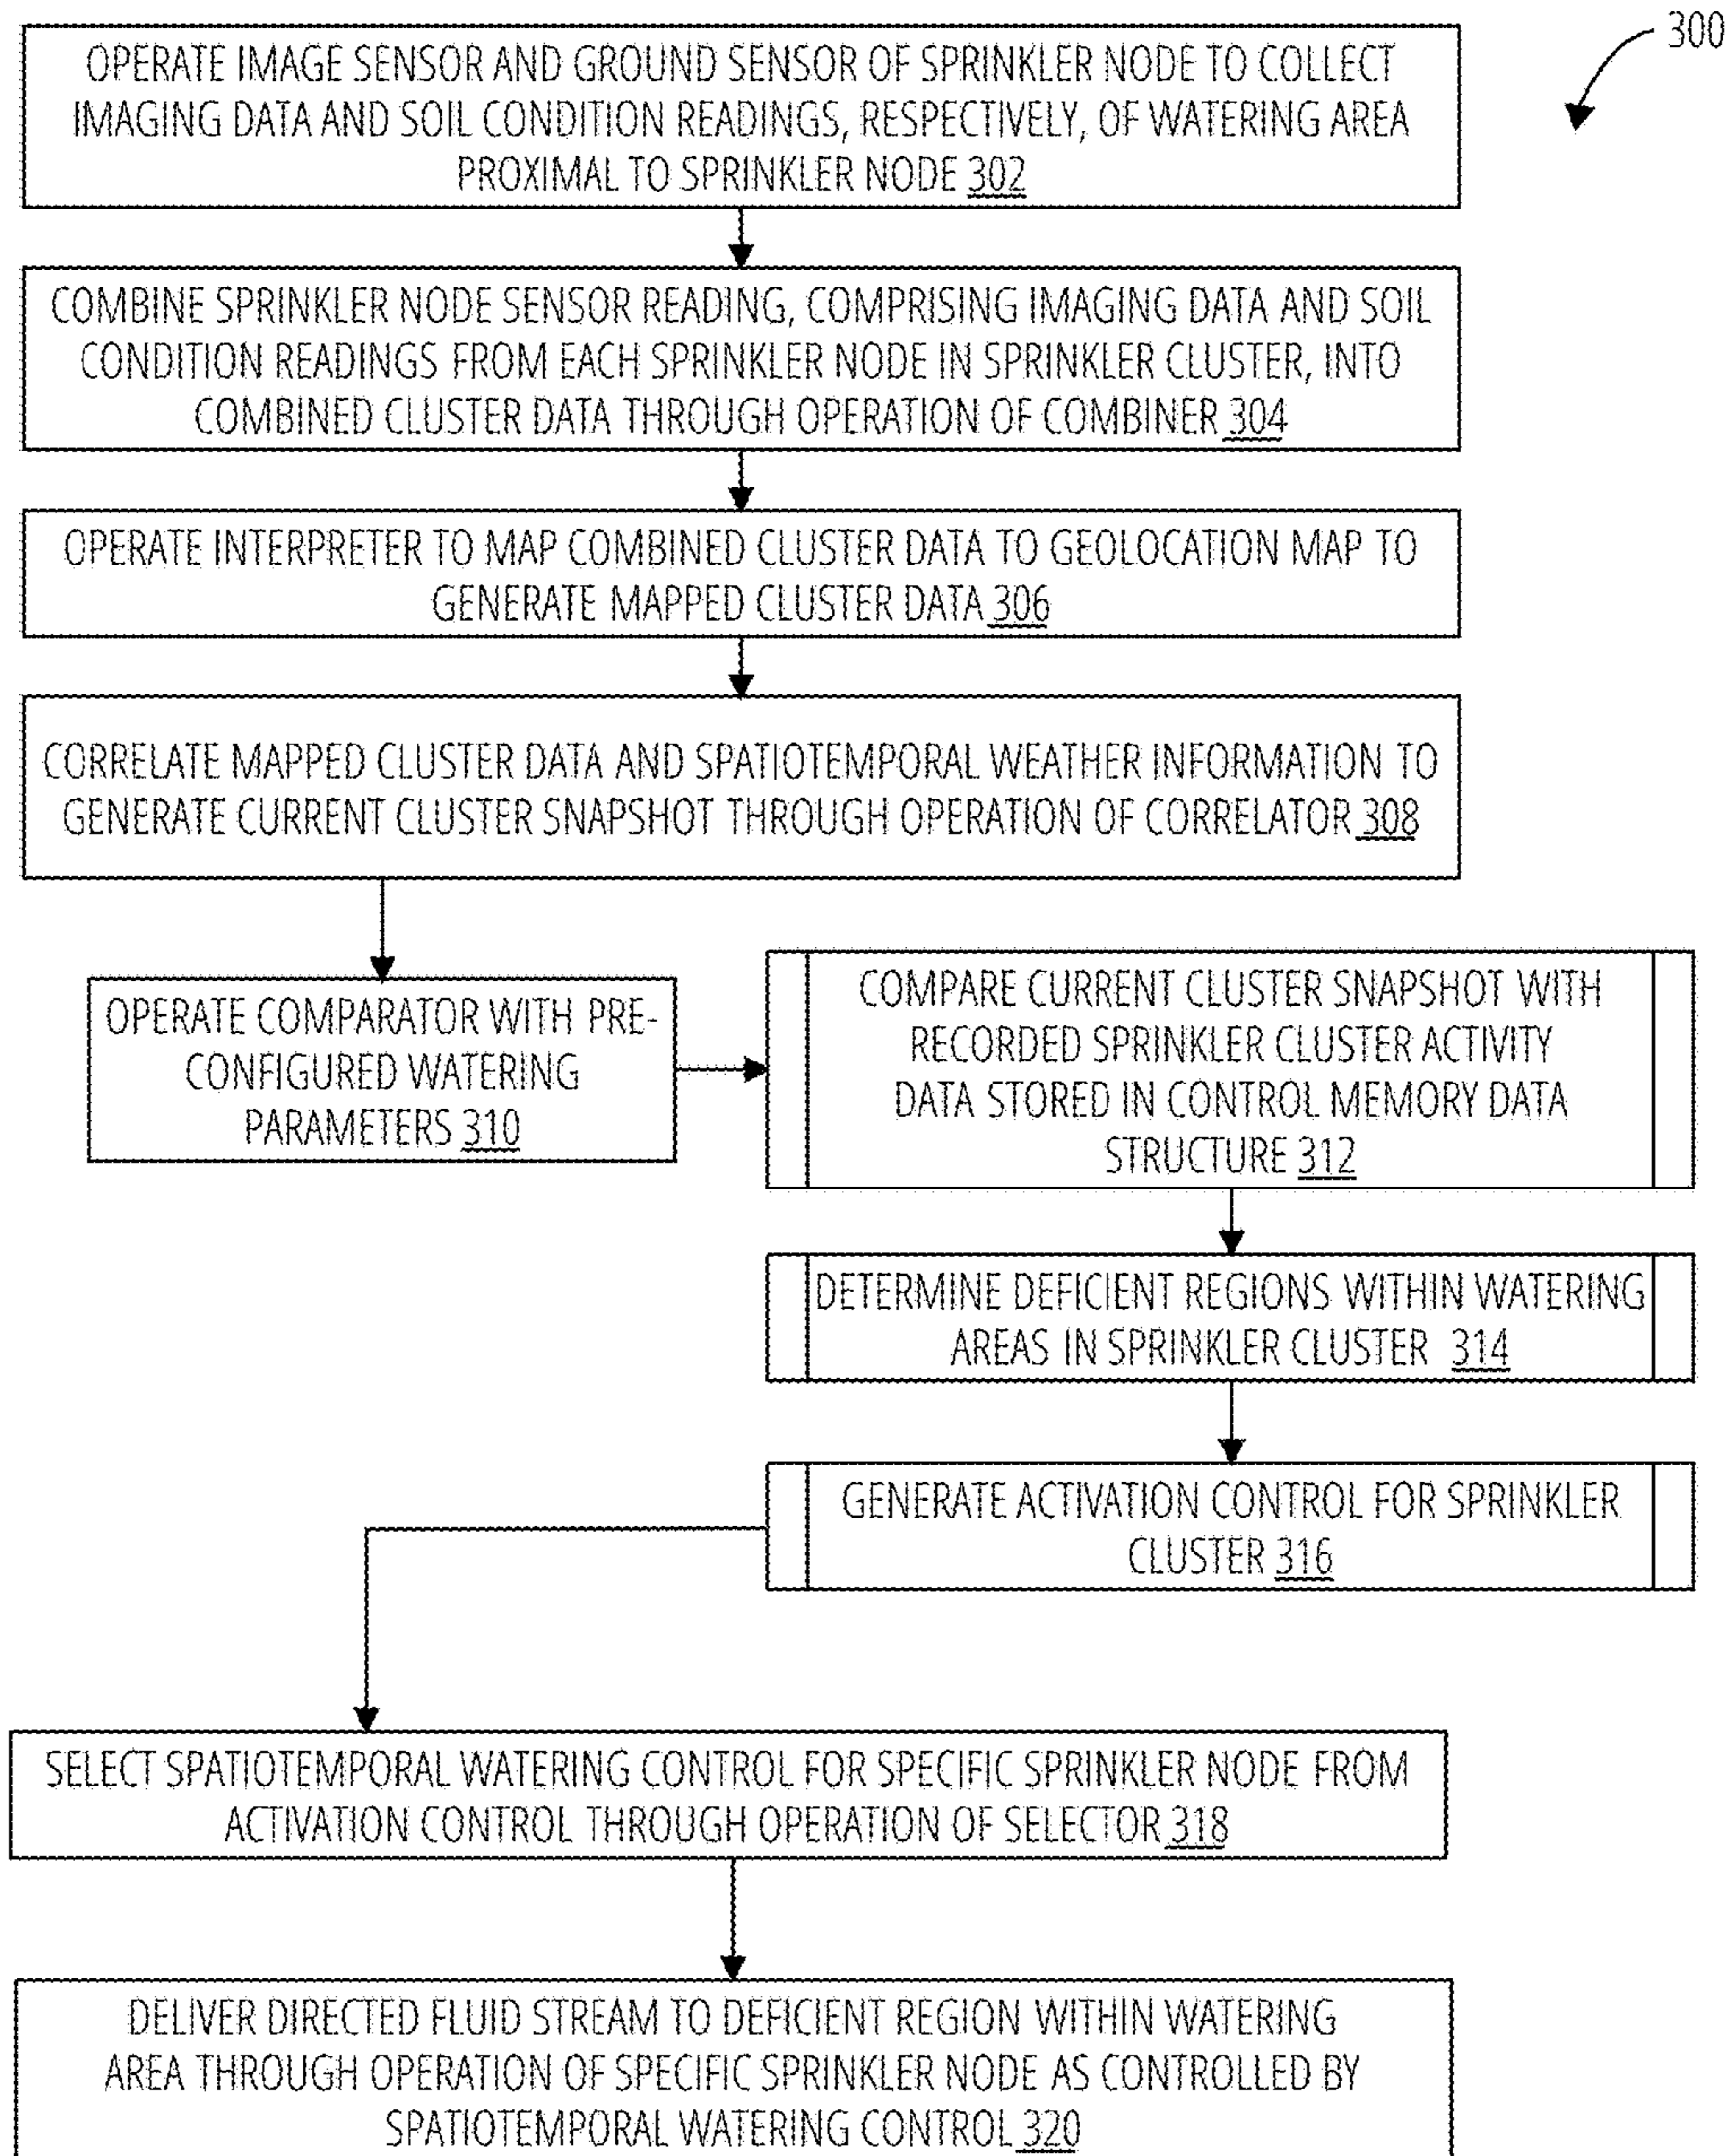 300
OPERATE IMAGE SENSOR AND GROUND SENSOR OF SPRINKLER NODE TO COLLECT
IMAGING DATA AND SOIL CONDITION READINGS, RESPECTIVELY, OF WATERING AREA
PROXIMAL TO SPRINKLER NODE 302
COMBINE SPRINKLER NODE SENSOR READING, COMPRISING IMAGING DATA AND SOIL
CONDITION READINGS FROM EACH SPRINKLER NODE IN SPRINKLER CLUSTER, INTO
COMBINED CLUSTER DATA THROUGH OPERATION OF COMBINER 304
OPERATE INTERPRETER TO MAP COMBINED CLUSTER DATA TO GEOLOCATION MAP TO
GENERATE MAPPED CLUSTER DATA 306
CORRELATE MAPPED CLUSTER DATA AND SPATIOTEMPORAL WEATHER INFORMATION TO
GENERATE CURRENT CLUSTER SNAPSHOT THROUGH OPERATION OF CORRELATOR 308
OPERATE COMPARATOR WITH PRE-
CONFIGURED WATERING
PARAMETERS 310
COMPARE CURRENT CLUSTER SNAPSHOT WITH
RECORDED SPRINKLER CLUSTER ACTIVITY
DATA STORED IN CONTROL MEMORY DATA
STRUCTURE 312
DETERMINE DEFICIENT REGIONS WITHIN WATERING
AREAS IN SPRINKLER CLUSTER 314
GENERATE ACTIVATION CONTROL FOR SPRINKLER
CLUSTER 316
SELECT SPATIOTEMPORAL WATERING CONTROL FOR SPECIFIC SPRINKLER NODE FROM
ACTIVATION CONTROL THROUGH OPERATION OF SELECTOR 318
DELIVER DIRECTED FLUID STREAM TO DEFICIENT REGION WITHIN WATERING
AREA THROUGH OPERATION OF SPECIFIC SPRINKLER NODE AS CONTROLLED BY
SPATIOTEMPORAL WATERING CONTROL 320